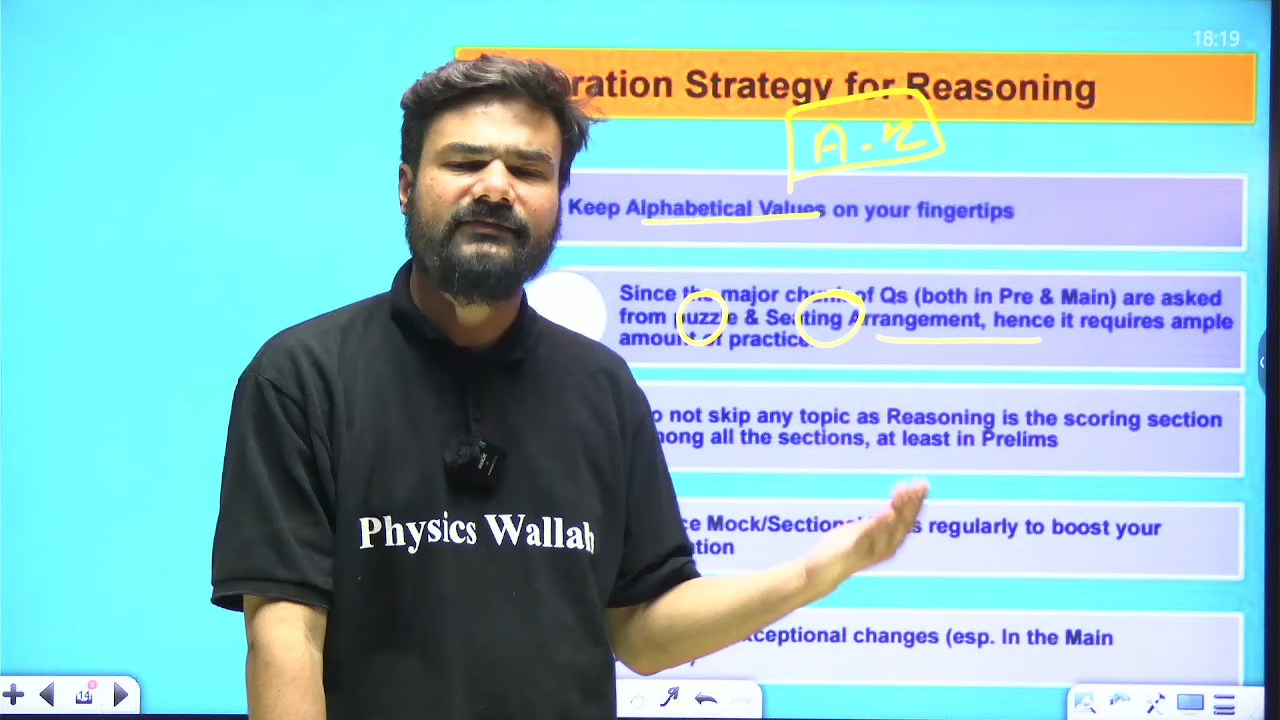 18:19
ration Strategy for Reasoning
A - Z
Keep Alphabetical Values on your fingertips
Since the major chunk of Qs (both in Pre & Main) are asked
from puzzle & Seating Arrangement, hence it requires ample
amount of practice
o not skip any topic as Reasoning is the scoring section
mong all the sections, at least in Prelims
ce Mock/Sectional s regularly to boost your
ation
xceptional changes (esp. In the Main
Physics Wallah
14